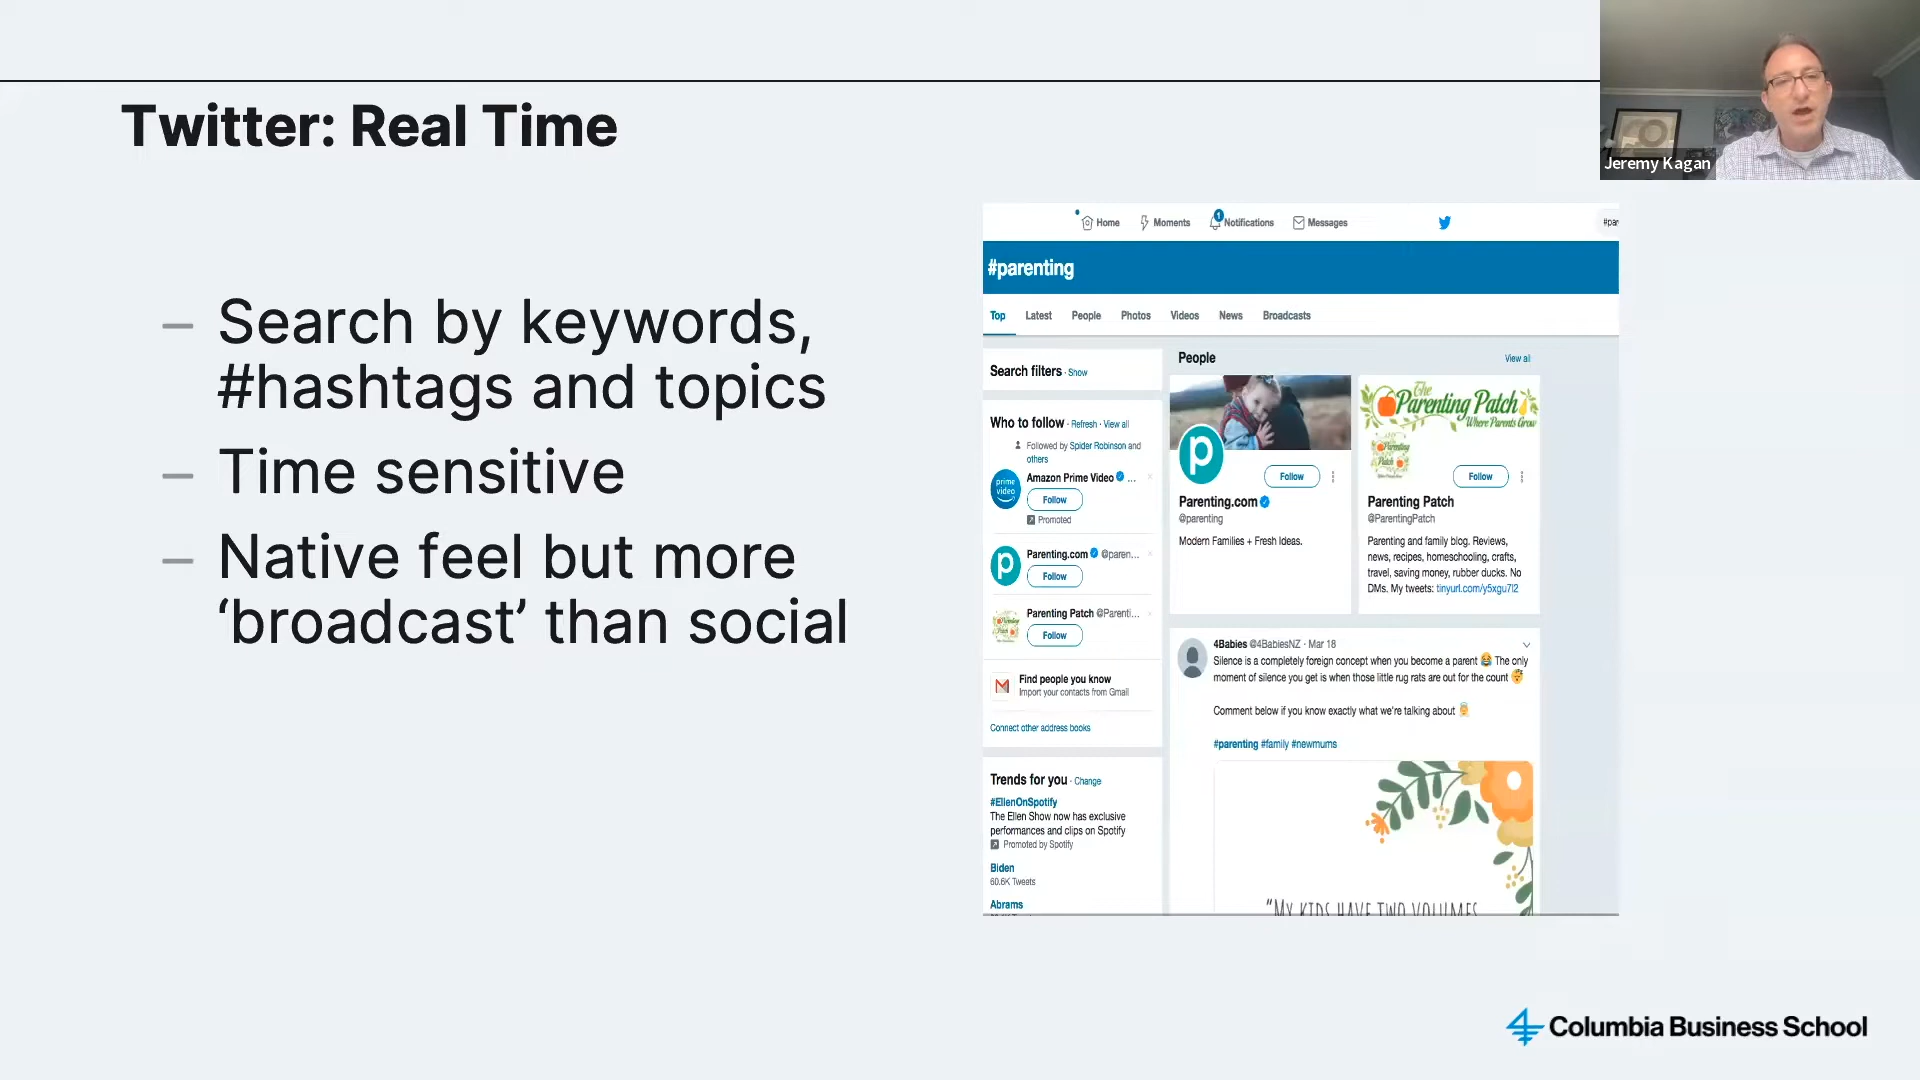 Twitter: Real Time
Jeremy Kagan
– Search by keywords,
#hashtags and topics
– Time sensitive
– Native feel but more
‘broadcast’ than social
Home Moments 1 Notifications Messages #par
#parenting
Top Latest People Photos Videos News Broadcasts
Search filters · Show
Who to follow · Refresh · View all
Followed by Spider Robinson and
others
prime
video
Amazon Prime Video ...
Follow
Promoted
p
Parenting.com @paren...
Follow
Parenting Patch @Parenti...
Follow
Find people you know
Import your contacts from Gmail
Connect other address books
Trends for you · Change
#EllenOnSpotify
The Ellen Show now has exclusive
performances and clips on Spotify
Promoted by Spotify
Biden
60.6K Tweets
Abrams
People View all
p
Follow
Parenting.com
@parenting
Modern Families + Fresh Ideas.
The
Parenting Patch
Where Parents Grow
Follow
Parenting Patch
@ParentingPatch
Parenting and family blog. Reviews,
news, recipes, homeschooling, crafts,
travel, saving money, rubber ducks. No
DMs. My tweets: tinyurl.com/y5xgu7l2
4Babies @4BabiesNZ · Mar 18
Silence is a completely foreign concept when you become a parent 😂 The only
moment of silence you get is when those little rug rats are out for the count 😴
Comment below if you know exactly what we're talking about 👼
#parenting #family #newmums
“MY KIDS HAVE TWO VOLUMES
Columbia Business School